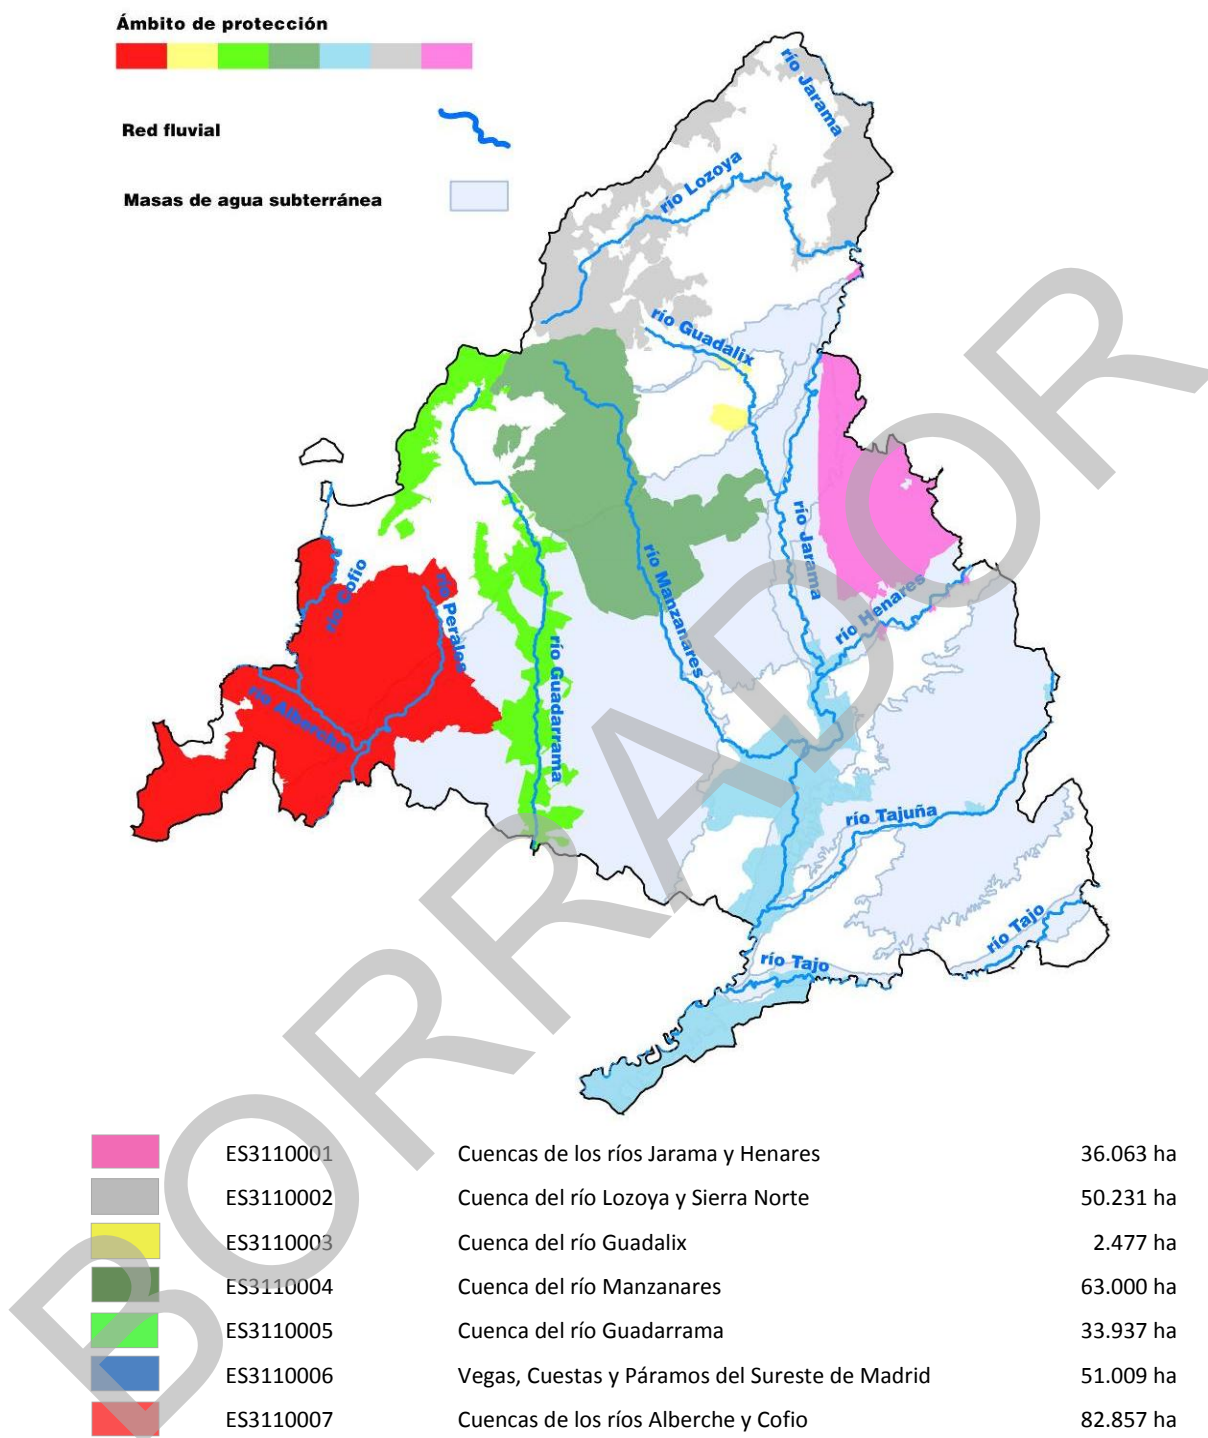 Ámbito de protección
Red fluvial
Masas de agua subterránea
río Jarama
río Lozoya
río Guadalix
río Jarama
río Cofio
río Perales
río Manzanares
río Henares
río Guadarrama
río Alberche
río Tajuña
río Tajo
río Tajo
BORRADOR
ES3110001 Cuencas de los ríos Jarama y Henares 36.063 ha
ES3110002 Cuenca del río Lozoya y Sierra Norte 50.231 ha
ES3110003 Cuenca del río Guadalix 2.477 ha
ES3110004 Cuenca del río Manzanares 63.000 ha
ES3110005 Cuenca del río Guadarrama 33.937 ha
ES3110006 Vegas, Cuestas y Páramos del Sureste de Madrid 51.009 ha
ES3110007 Cuencas de los ríos Alberche y Cofio 82.857 ha